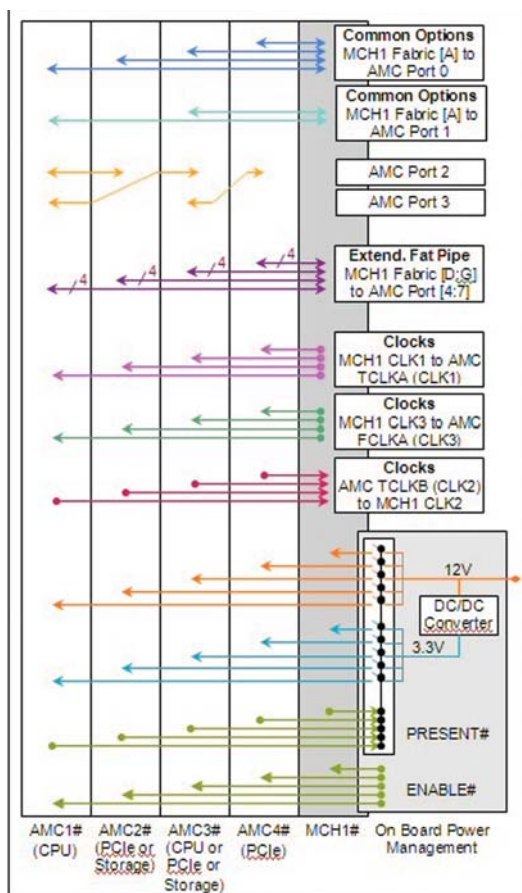 Common Options
MCH1 Fabric [A] to
AMC Port 0
Common Options
MCH1 Fabric [A] to
AMC Port 1
AMC Port 2
AMC Port 3
Extend. Fat Pipe
MCH1 Fabric [D:G]
to AMC Port [4:7]
4
4
4
4
Clocks
MCH1 CLK1 to AMC
TCLKA (CLK1)
Clocks
MCH1 CLK3 to AMC
FCLKA (CLK3)
Clocks
AMC TCLKB (CLK2)
to MCH1 CLK2
12V
DC/DC
Converter
3.3V
PRESENT#
ENABLE#
AMC1#
(CPU)
AMC2#
(PCIe or
Storage)
AMC3#
(CPU or
PCIe or
Storage)
AMC4#
(PCIe)
MCH1#
On Board Power
Management